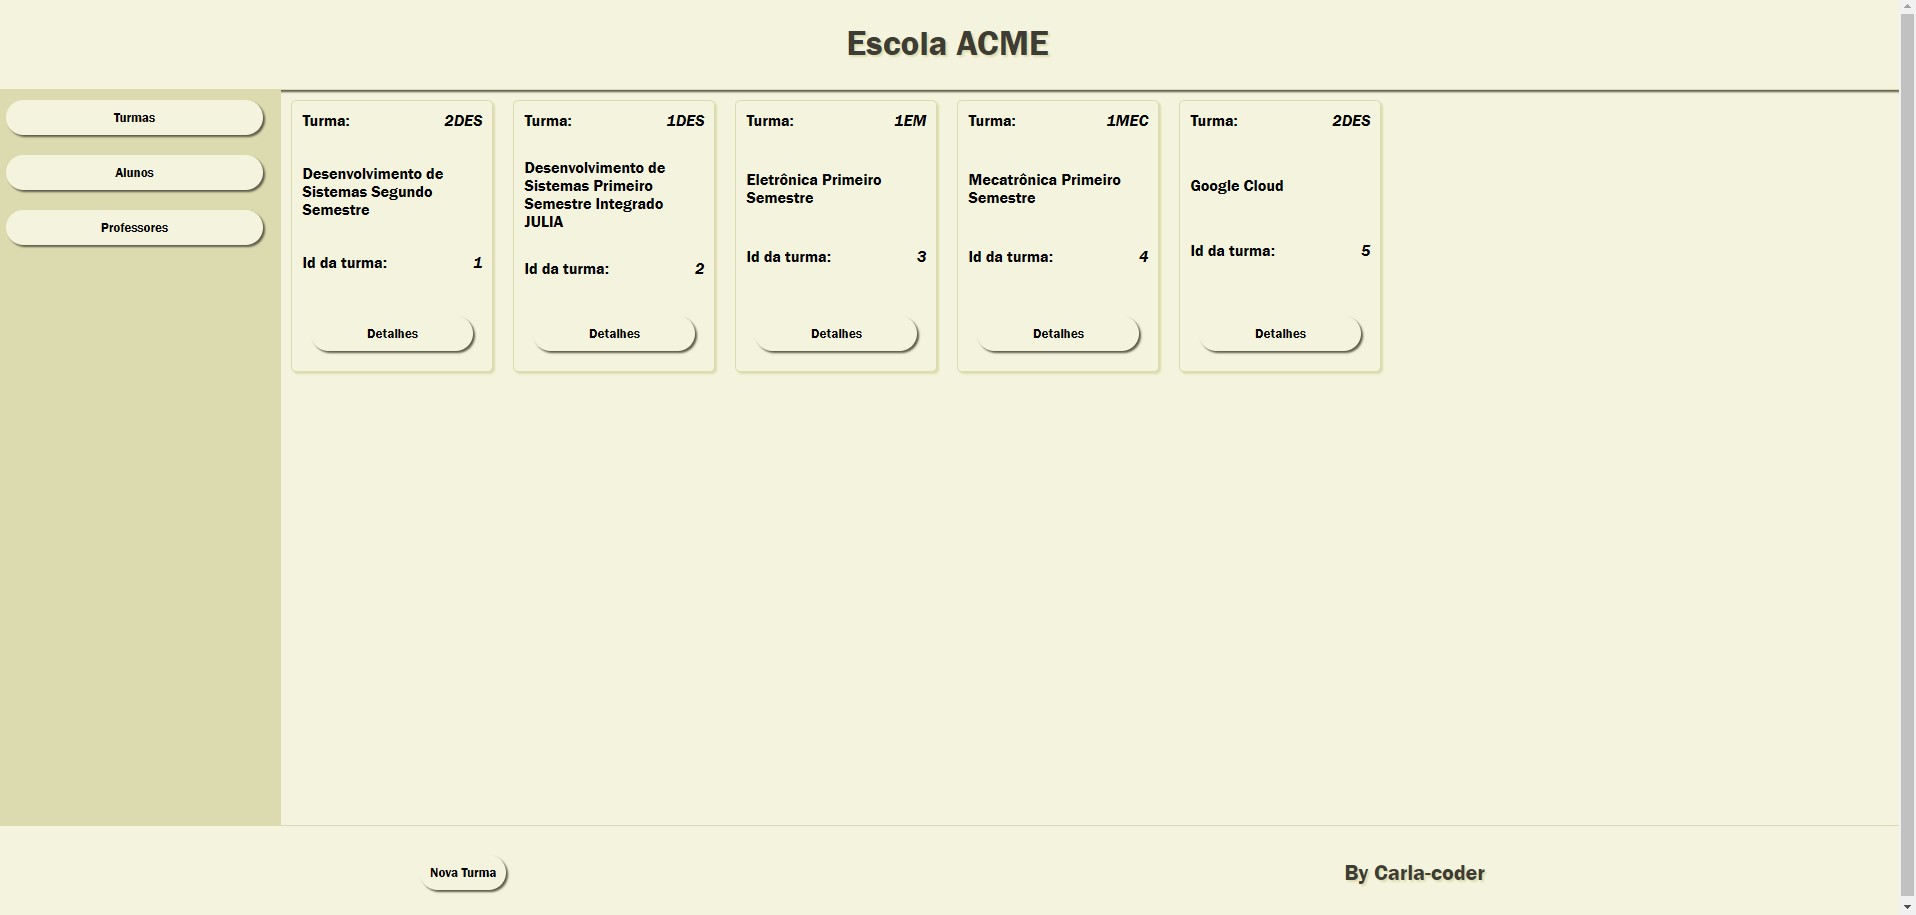 Escola ACME
Turmas
Alunos
Professores
Turma: 2DES
Desenvolvimento de
Sistemas Segundo
Semestre
Id da turma: 1
Detalhes
Turma: 1DES
Desenvolvimento de
Sistemas Primeiro
Semestre Integrado
JULIA
Id da turma: 2
Detalhes
Turma: 1EM
Eletrônica Primeiro
Semestre
Id da turma: 3
Detalhes
Turma: 1MEC
Mecatrônica Primeiro
Semestre
Id da turma: 4
Detalhes
Turma: 2DES
Google Cloud
Id da turma: 5
Detalhes
Nova Turma
By Carla-coder